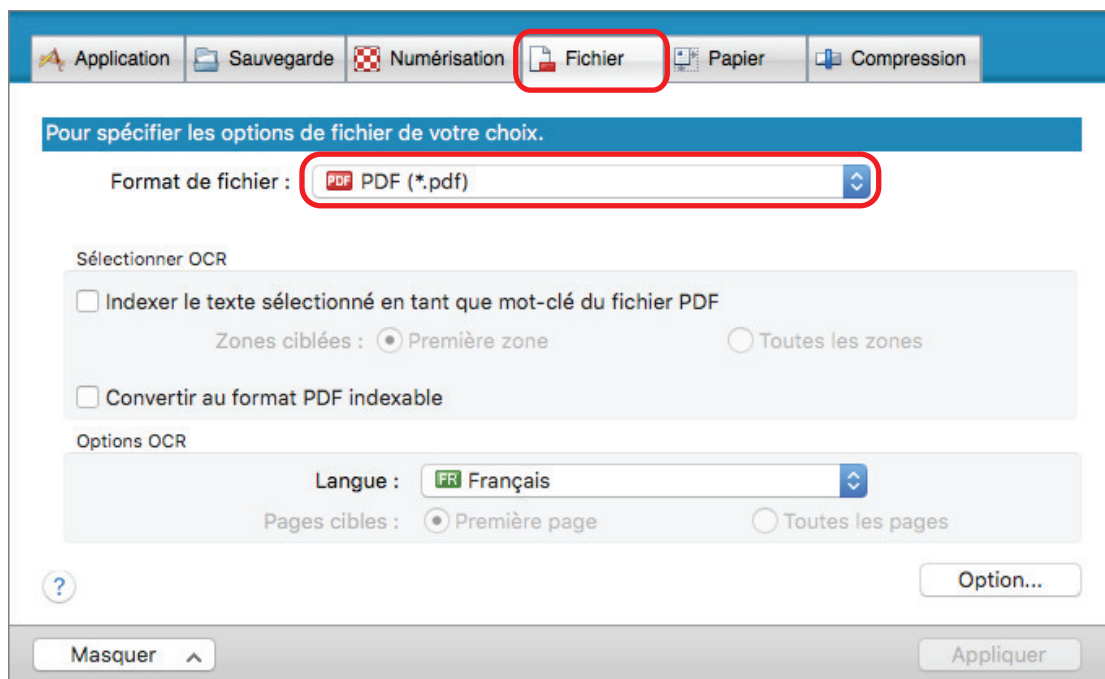 Application Sauvegarde Numérisation Fichier Papier Compression
Pour spécifier les options de fichier de votre choix.
Format de fichier : PDF PDF (*.pdf)
Sélectionner OCR
Indexer le texte sélectionné en tant que mot-clé du fichier PDF
Zones ciblées : Première zone Toutes les zones
Convertir au format PDF indexable
Options OCR
Langue : FR Français
Pages cibles : Première page Toutes les pages
? Option...
Masquer Appliquer